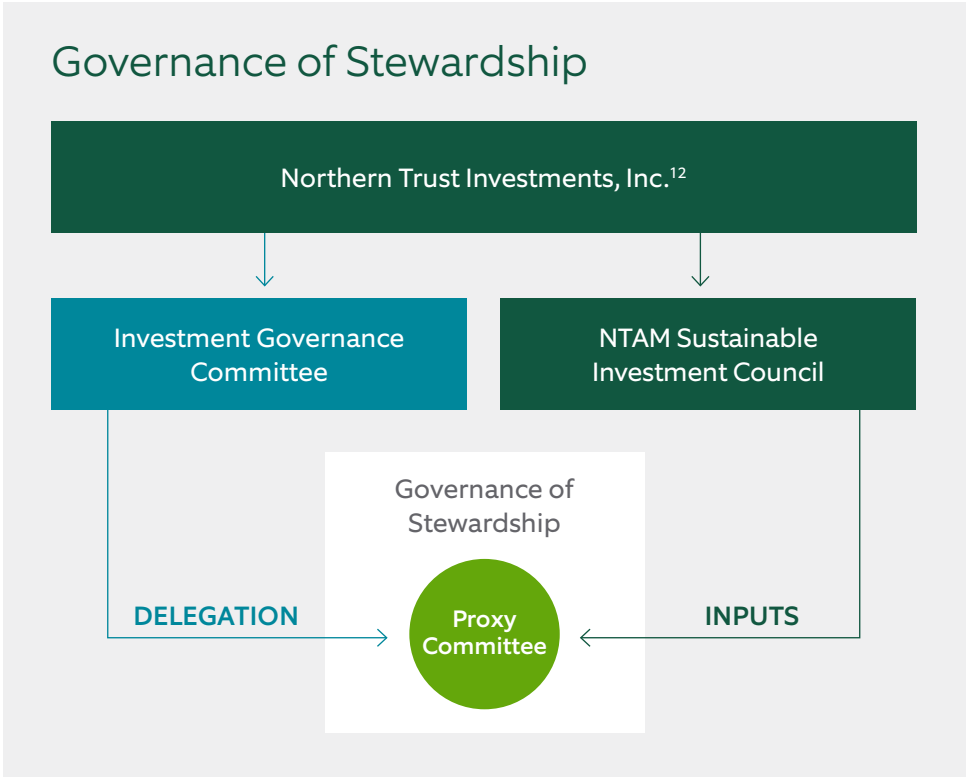 Governance of Stewardship
Northern Trust Investments, Inc.¹²
Investment Governance
Committee
NTAM Sustainable
Investment Council
Governance of
Stewardship
DELEGATION
Proxy
Committee
INPUTS